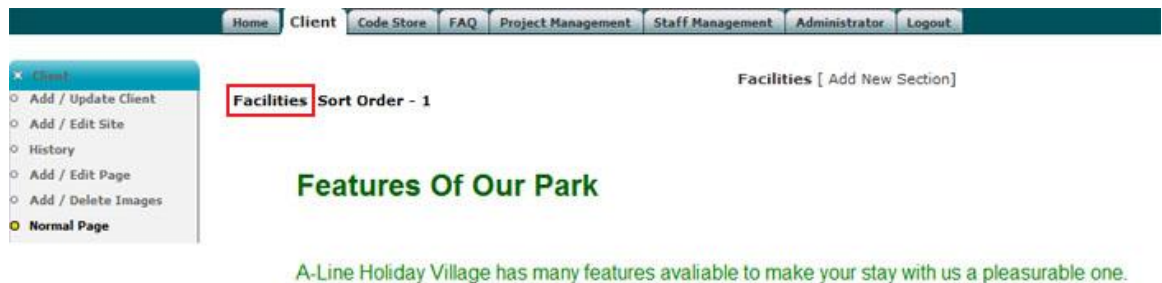 Home Client Code Store FAQ Project Management Staff Management Administrator Logout
Client
Add / Update Client
Add / Edit Site
History
Add / Edit Page
Add / Delete Images
Normal Page
Facilities [ Add New Section]
Facilities Sort Order - 1
Features Of Our Park
A-Line Holiday Village has many features avaliable to make your stay with us a pleasurable one.